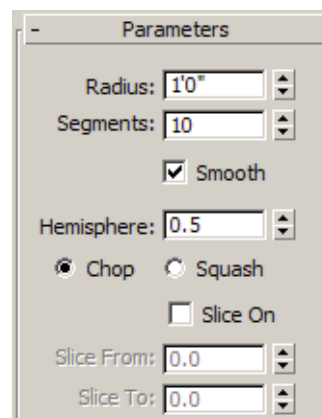 - Parameters
Radius: 1'0"
Segments: 10
Smooth
Hemisphere: 0.5
Chop Squash
Slice On
Slice From: 0.0
Slice To: 0.0